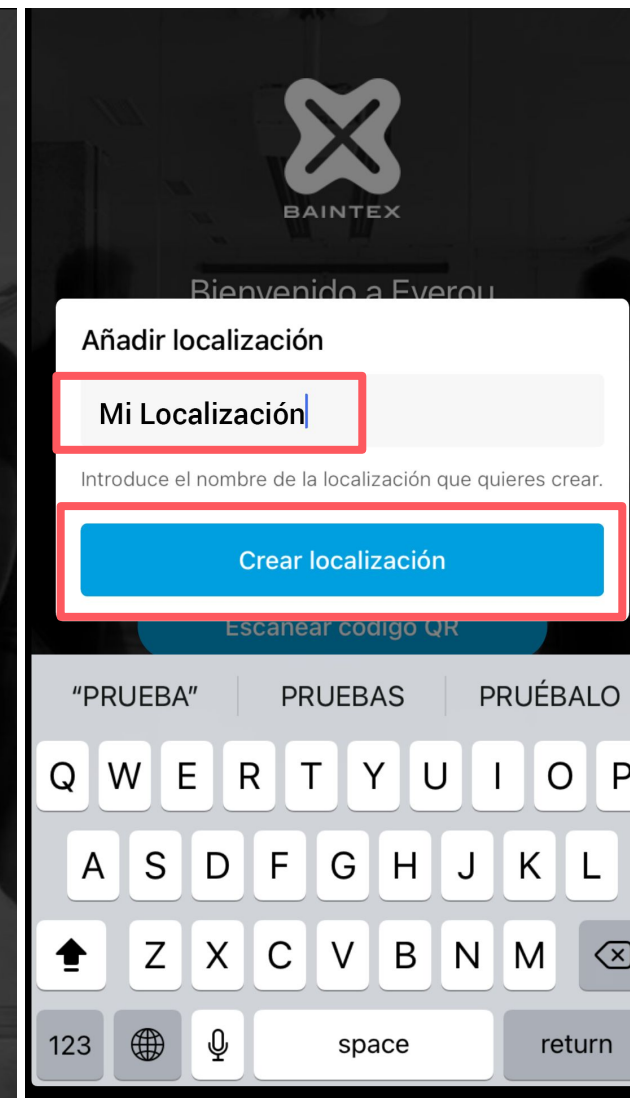 BAINTEX
Bienvenido a Everou
Añadir localización
Mi Localización
Introduce el nombre de la localización que quieres crear.
Crear localización
Escanear código QR
“PRUEBA” PRUEBAS PRUÉBALO
Q W E R T Y U I O P
A S D F G H J K L
Z X C V B N M
123 space return